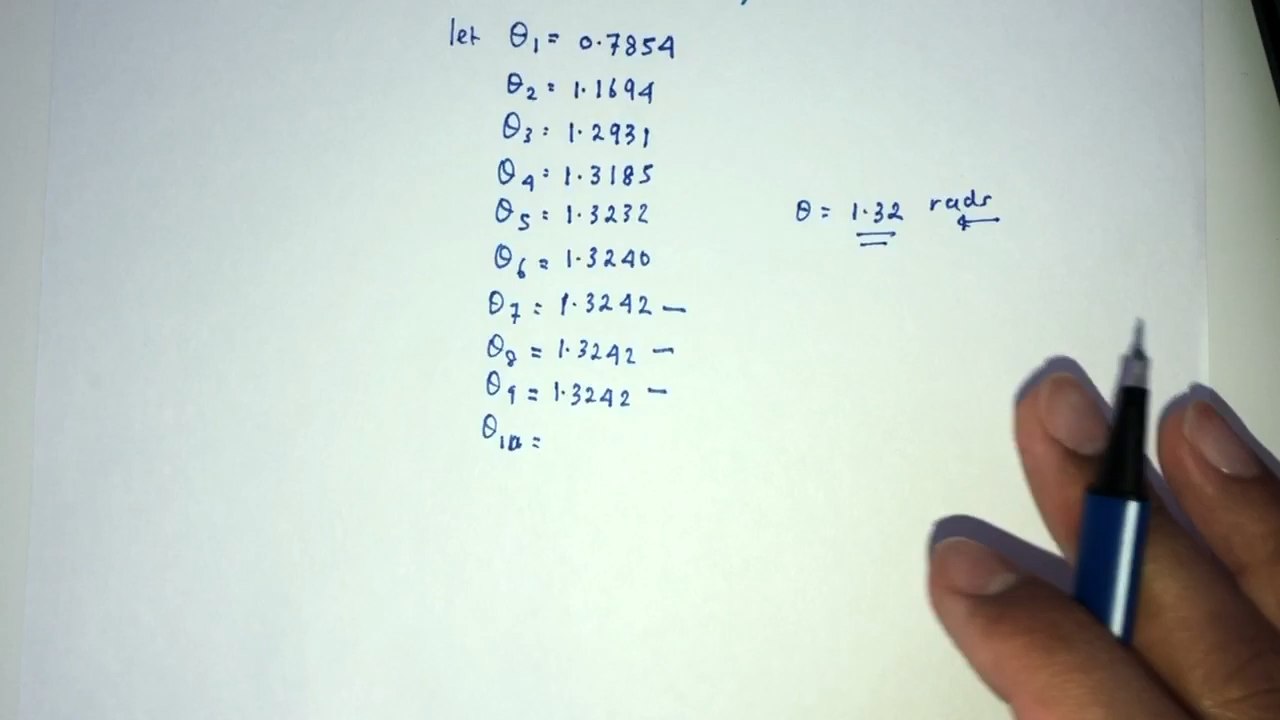 let θ1 = 0.7854
θ2 = 1.1694
θ3 = 1.2931
θ4 = 1.3185
θ5 = 1.3232
θ = 1.32 rads
θ6 = 1.3240
θ7 = 1.3242 —
θ8 = 1.3242 —
θ9 = 1.3242 —
θ10 =